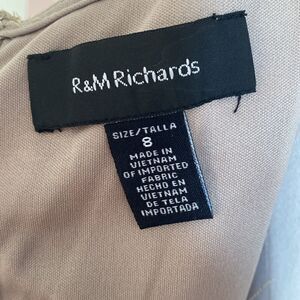 R&M Richards
SIZE/TALLA
8
MADE IN
VIETNAM
OF IMPORTED
FABRIC
HECHO EN
VIETNAM
DE TELA
IMPORTADA